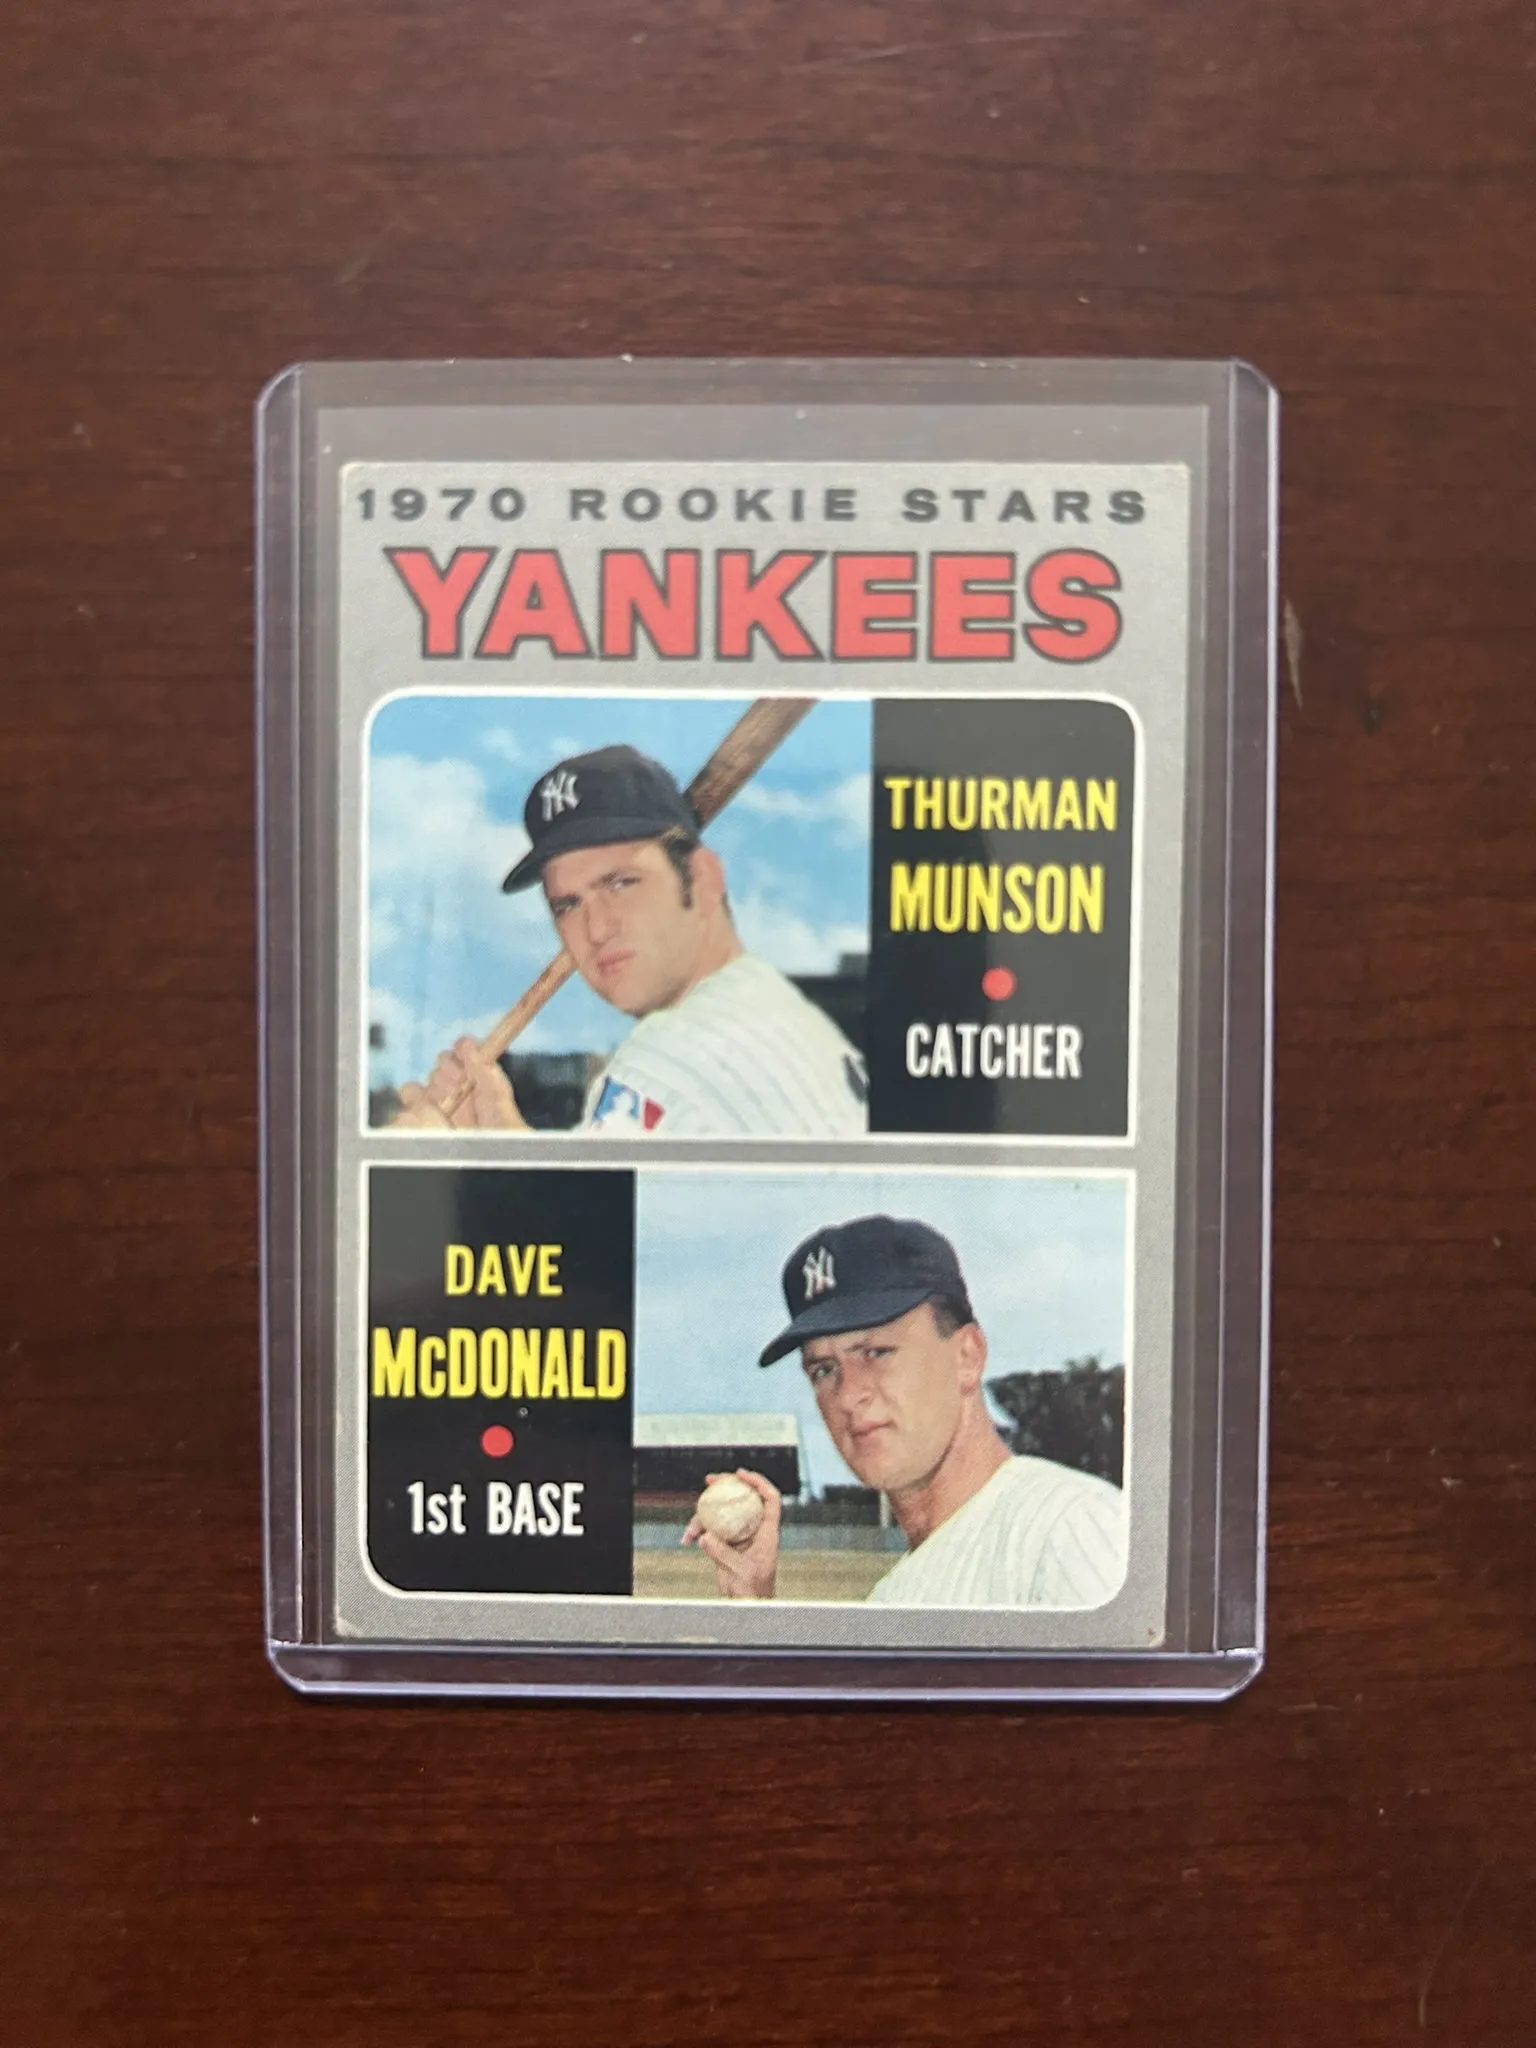 1970 ROOKIE STARS
YANKEES
THURMAN
MUNSON
CATCHER
DAVE
McDONALD
1st BASE